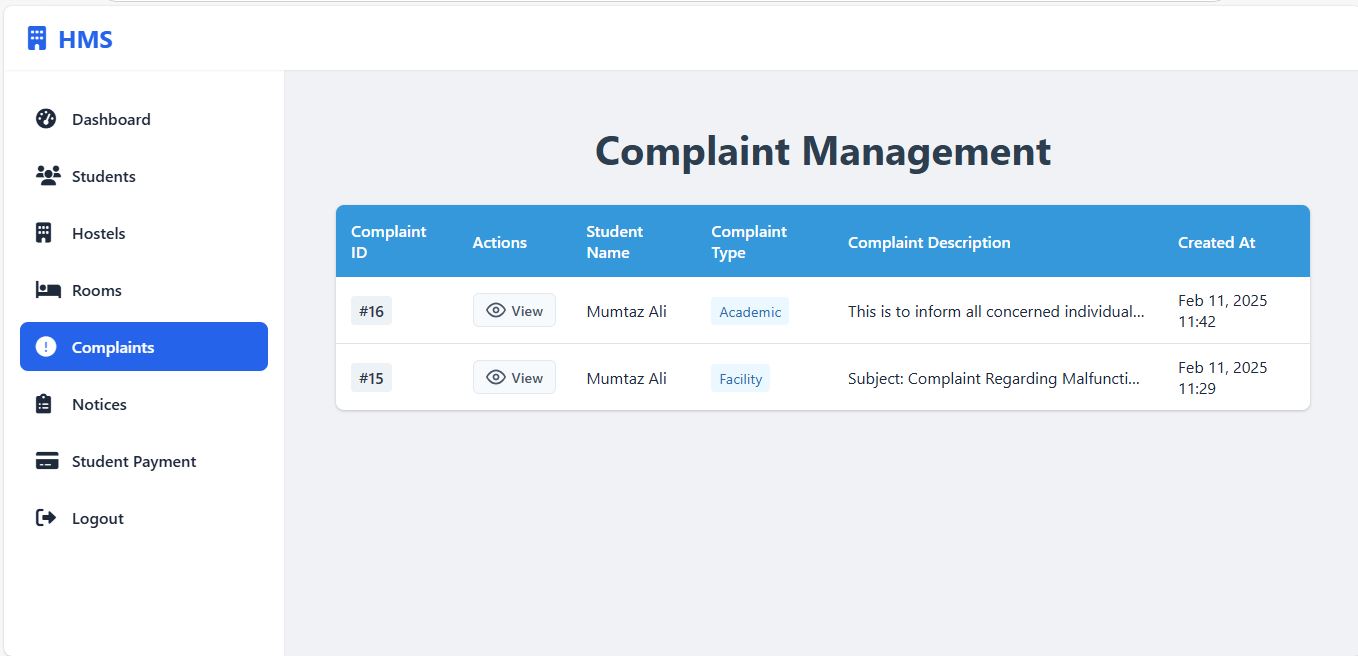 HMS
Dashboard
Students
Hostels
Rooms
Complaints
Notices
Student Payment
Logout
Complaint Management
Complaint ID Actions Student Name Complaint Type Complaint Description Created At
#16 View Mumtaz Ali Academic This is to inform all concerned individual... Feb 11, 2025 11:42
#15 View Mumtaz Ali Facility Subject: Complaint Regarding Malfuncti... Feb 11, 2025 11:29